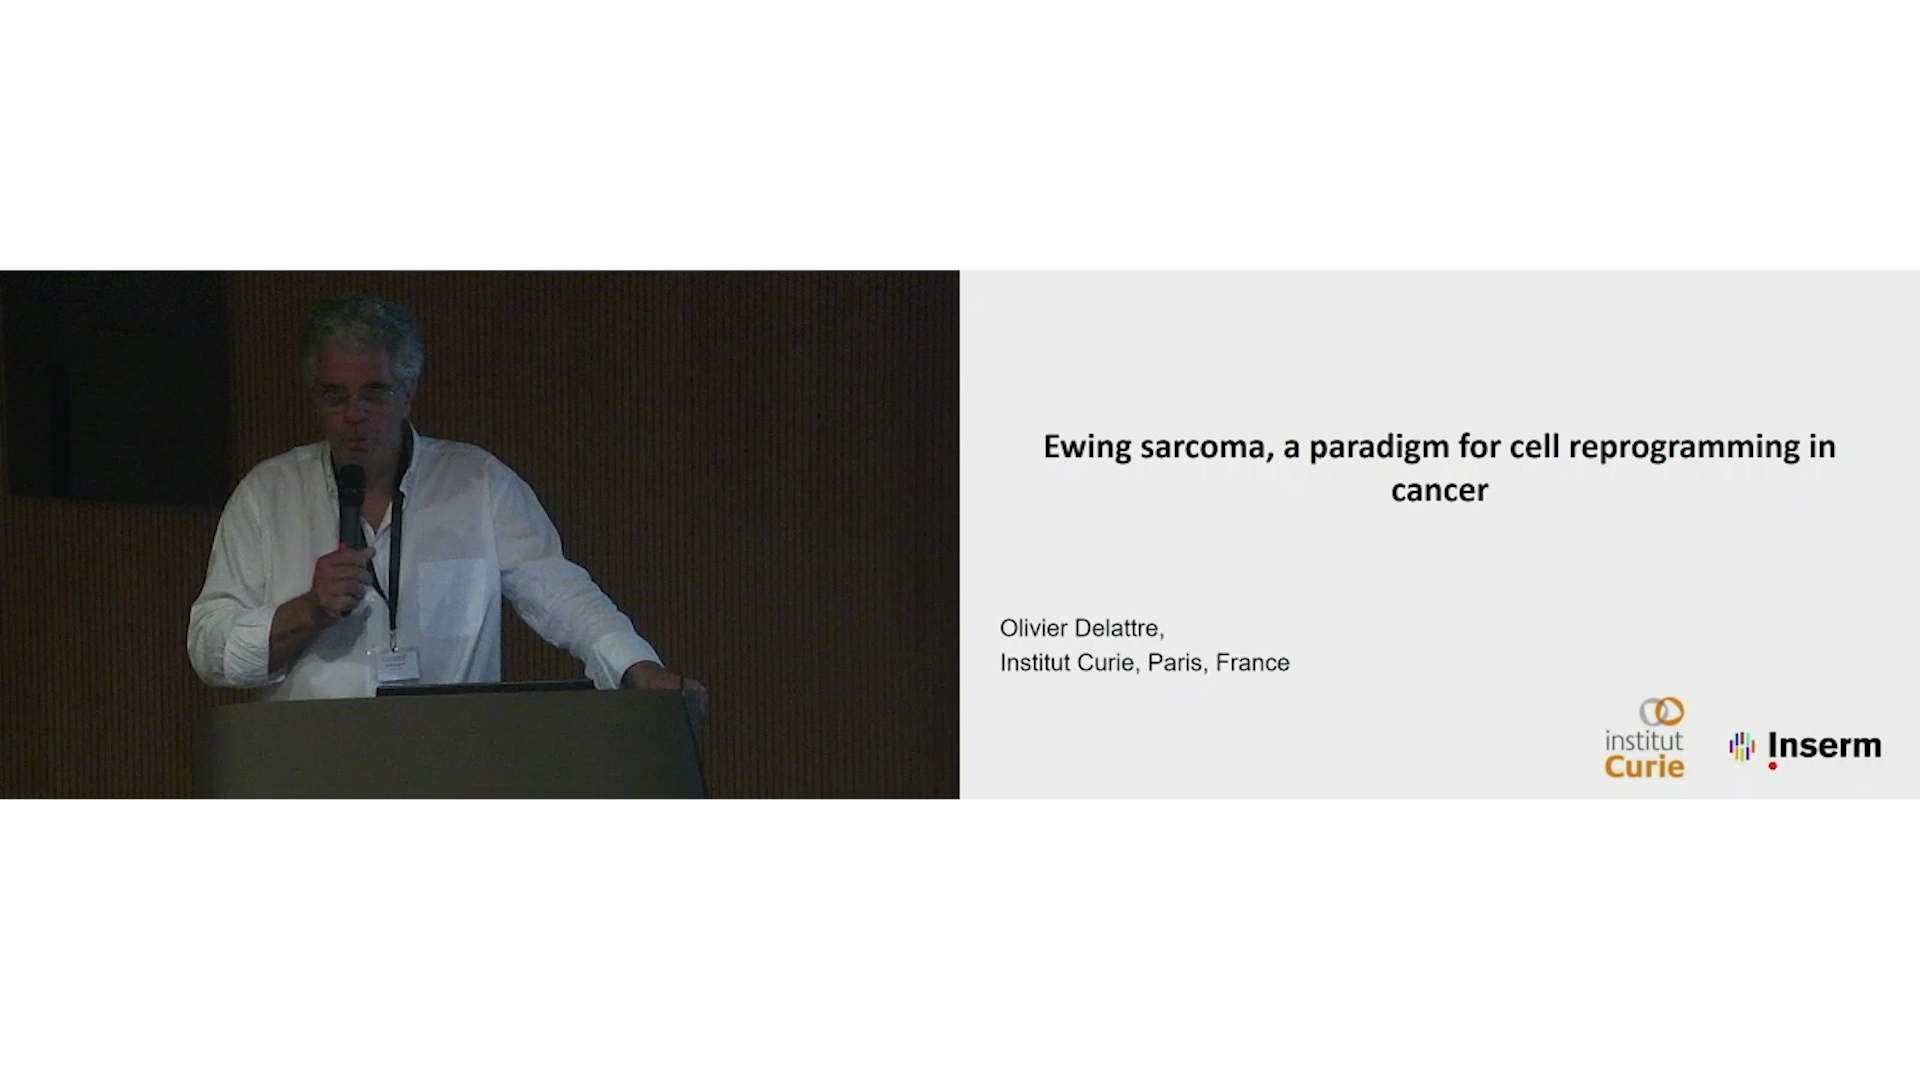 Ewing sarcoma, a paradigm for cell reprogramming in
cancer
Olivier Delattre,
Institut Curie, Paris, France
institut
Curie
Inserm